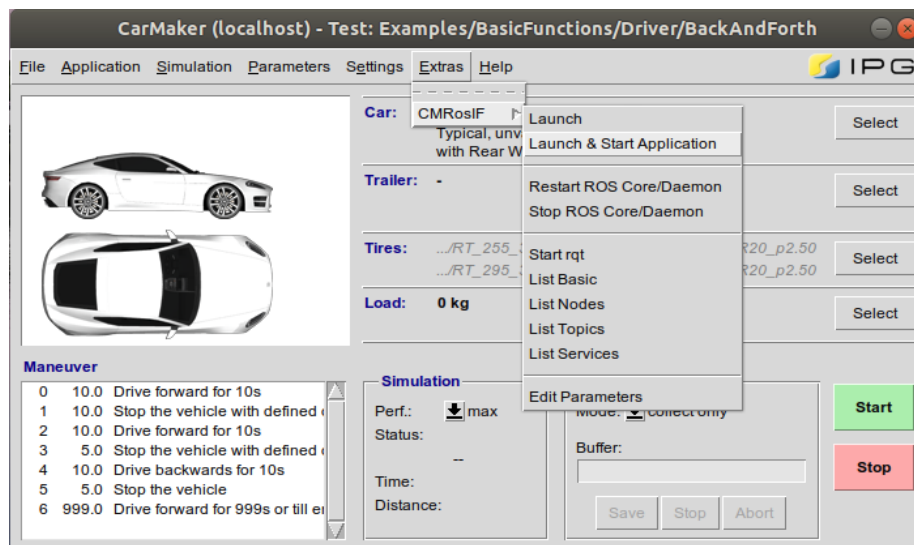 CarMaker (localhost) - Test: Examples/BasicFunctions/Driver/BackAndForth
File Application Simulation Parameters Settings Extras Help
IPG
CMRosIF
Launch
Launch & Start Application
Restart ROS Core/Daemon
Stop ROS Core/Daemon
Start rqt
List Basic
List Nodes
List Topics
List Services
Edit Parameters
Car:
Typical, unv
with Rear W
Select
Trailer: -
Select
Tires: .../RT_255_ R20_p2.50
.../RT_295_ R20_p2.50
Select
Load: 0 kg
Select
Maneuver
0 10.0 Drive forward for 10s
1 10.0 Stop the vehicle with defined
2 10.0 Drive forward for 10s
3 5.0 Stop the vehicle with defined
4 10.0 Drive backwards for 10s
5 5.0 Stop the vehicle
6 999.0 Drive forward for 999s or till
Simulation
Perf.: max
Status:
--
Time:
Distance:
Mode: collect only
Buffer:
Save Stop Abort
Start
Stop